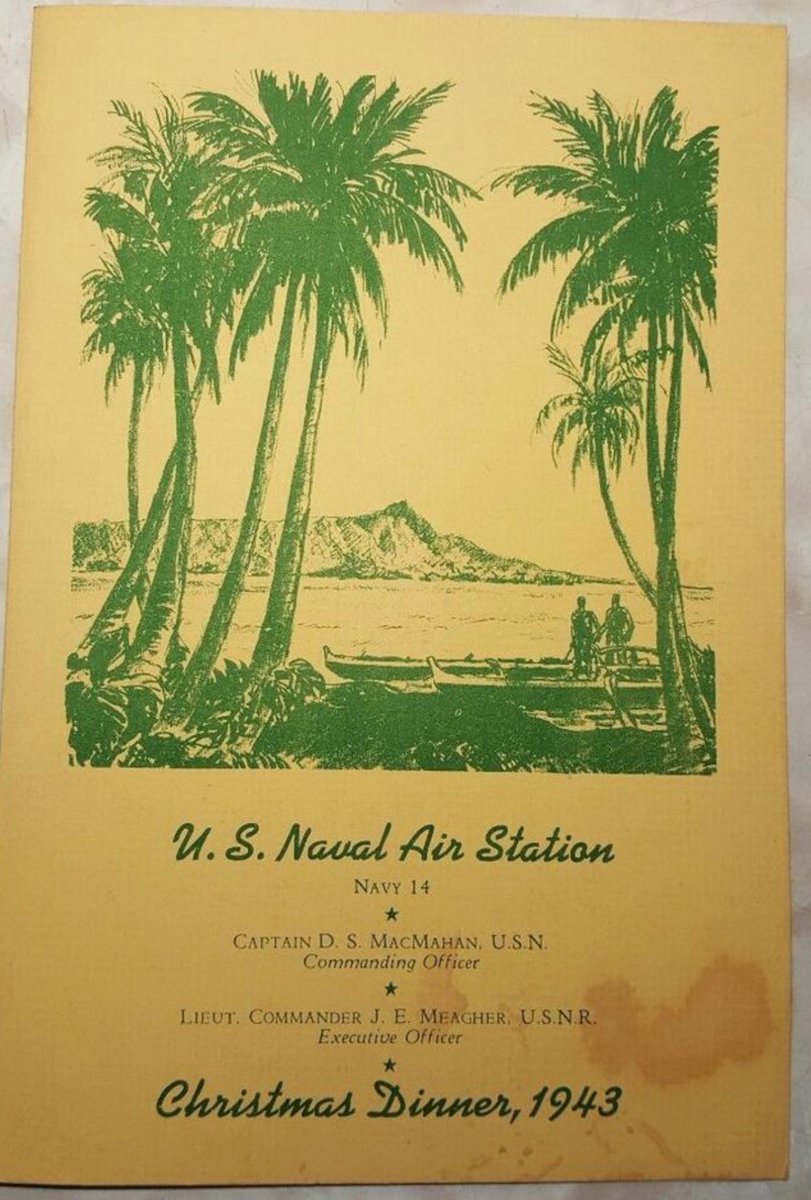 U. S. Naval Air Station
Navy 14
★
Captain D. S. MacMahan, U.S.N.
Commanding Officer
★
Lieut. Commander J. E. Meagher, U.S.N.R.
Executive Officer
★
Christmas Dinner, 1943